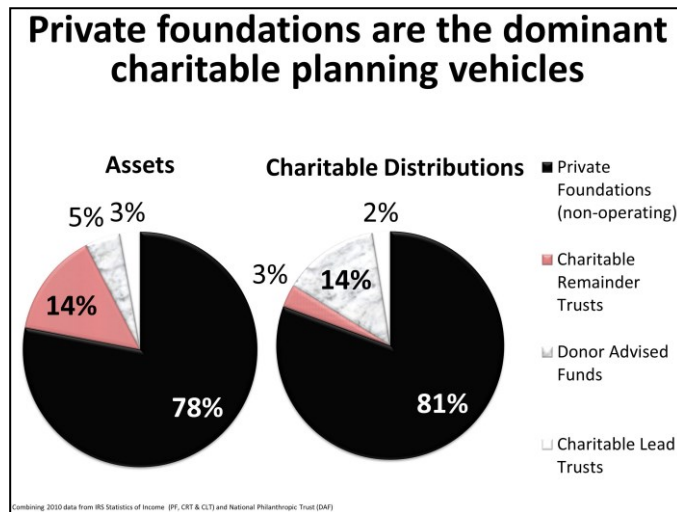 Private foundations are the dominant
charitable planning vehicles
Assets
5% 3%
14%
78%
Charitable Distributions
2%
3%
14%
81%
Private
Foundations
(non-operating)
Charitable
Remainder
Trusts
Donor Advised
Funds
Charitable Lead
Trusts
Combining 2010 data from IRS Statistics of Income (PF, CRT & CLT) and National Philanthropic Trust (DAF)